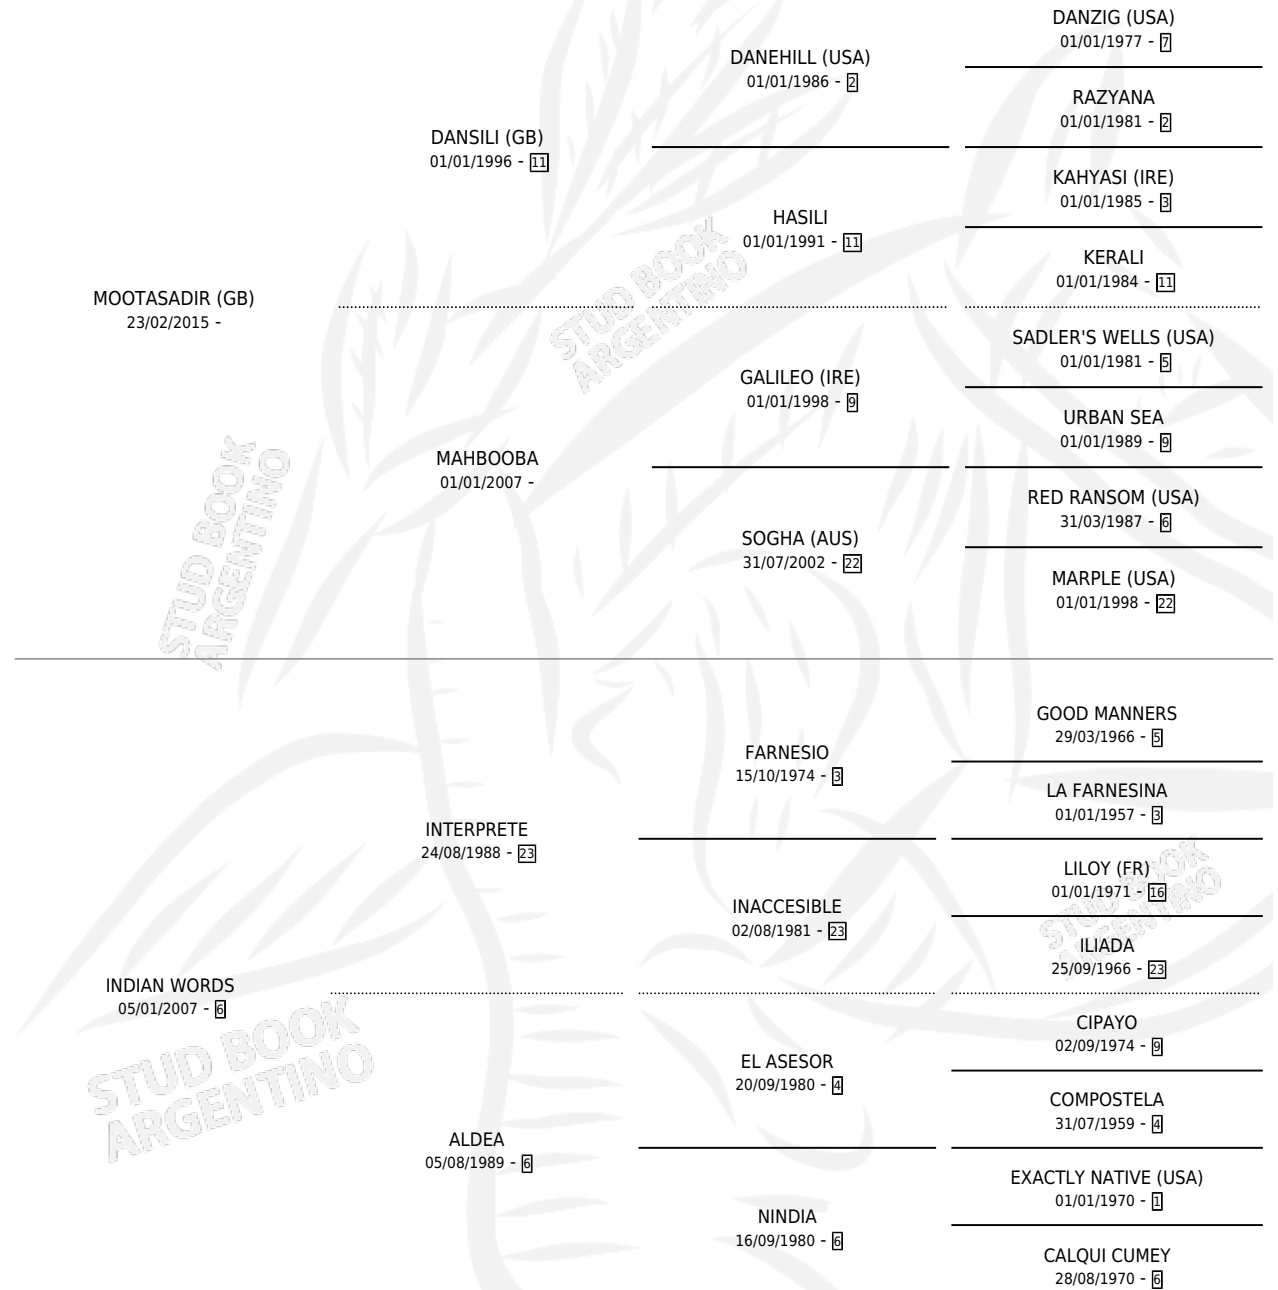 DANZIG (USA)
01/01/1977 - 7
DANEHILL (USA)
01/01/1986 - 2
RAZYANA
01/01/1981 - 2
DANSILI (GB)
01/01/1996 - 11
KAHYASI (IRE)
01/01/1985 - 3
HASILI
01/01/1991 - 11
KERALI
01/01/1984 - 11
MOOTASADIR (GB)
23/02/2015 -
SADLER'S WELLS (USA)
01/01/1981 - 5
GALILEO (IRE)
01/01/1998 - 9
URBAN SEA
01/01/1989 - 9
MAHBOOBA
01/01/2007 -
RED RANSOM (USA)
31/03/1987 - 6
SOGHA (AUS)
31/07/2002 - 22
MARPLE (USA)
01/01/1998 - 22
GOOD MANNERS
29/03/1966 - 5
FARNESIO
15/10/1974 - 3
LA FARNESINA
01/01/1957 - 3
INTERPRETE
24/08/1988 - 23
LILOY (FR)
01/01/1971 - 16
INACCESIBLE
02/08/1981 - 23
ILIADA
25/09/1966 - 23
INDIAN WORDS
05/01/2007 - 6
CIPAYO
02/09/1974 - 9
EL ASESOR
20/09/1980 - 4
COMPOSTELA
31/07/1959 - 4
ALDEA
05/08/1989 - 6
EXACTLY NATIVE (USA)
01/01/1970 - 1
NINDIA
16/09/1980 - 6
CALQUI CUMEY
28/08/1970 - 6
STUD BOOK
ARGENTINO
STUD BOOK
ARGENTINO
STUD BOOK
ARGENTINO
STUD BOOK
ARGENTINO